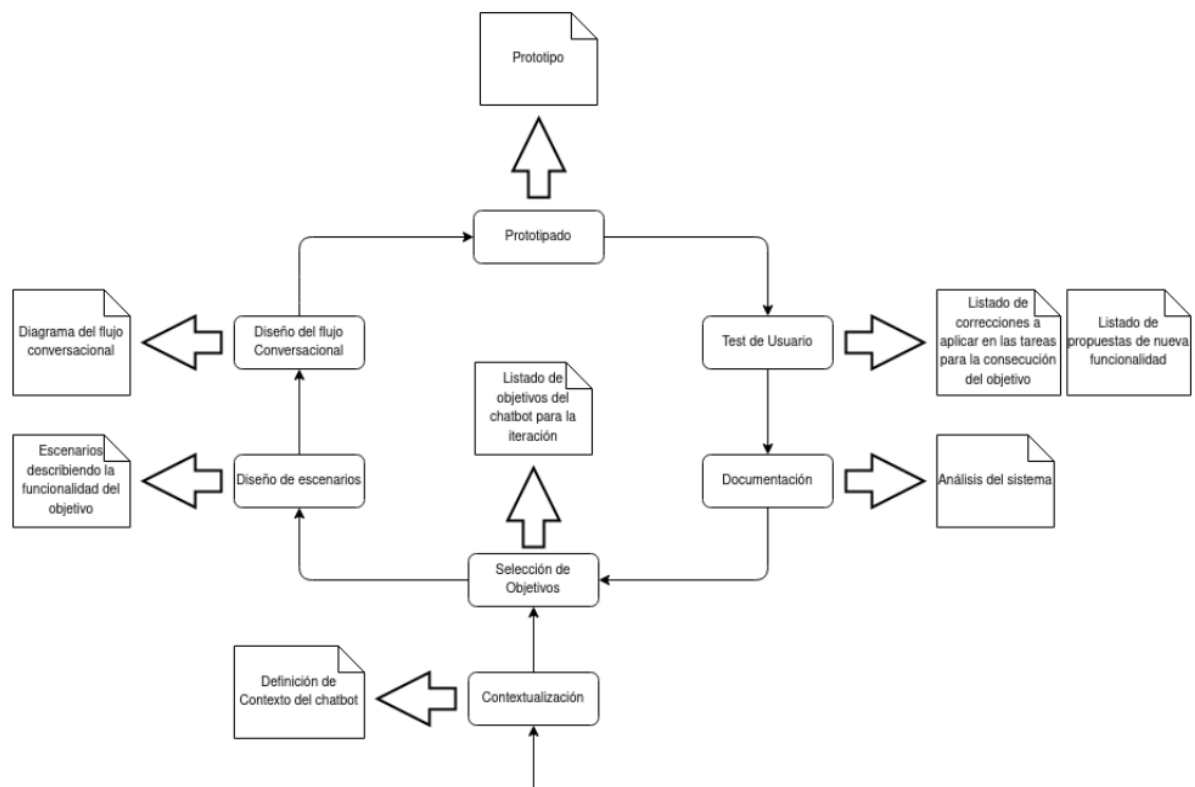 Prototipo
Prototipado
Diagrama del flujo
conversacional
Diseño del flujo
Conversacional
Test de Usuario
Listado de
correcciones a
aplicar en las tareas
para la consecución
del objetivo
Listado de
propuestas de nueva
funcionalidad
Listado de
objetivos del
chatbot para la
iteración
Escenarios
describiendo la
funcionalidad del
objetivo
Diseño de escenarios
Documentación
Análisis del sistema
Selección de
Objetivos
Definición de
Contexto del chatbot
Contextualización